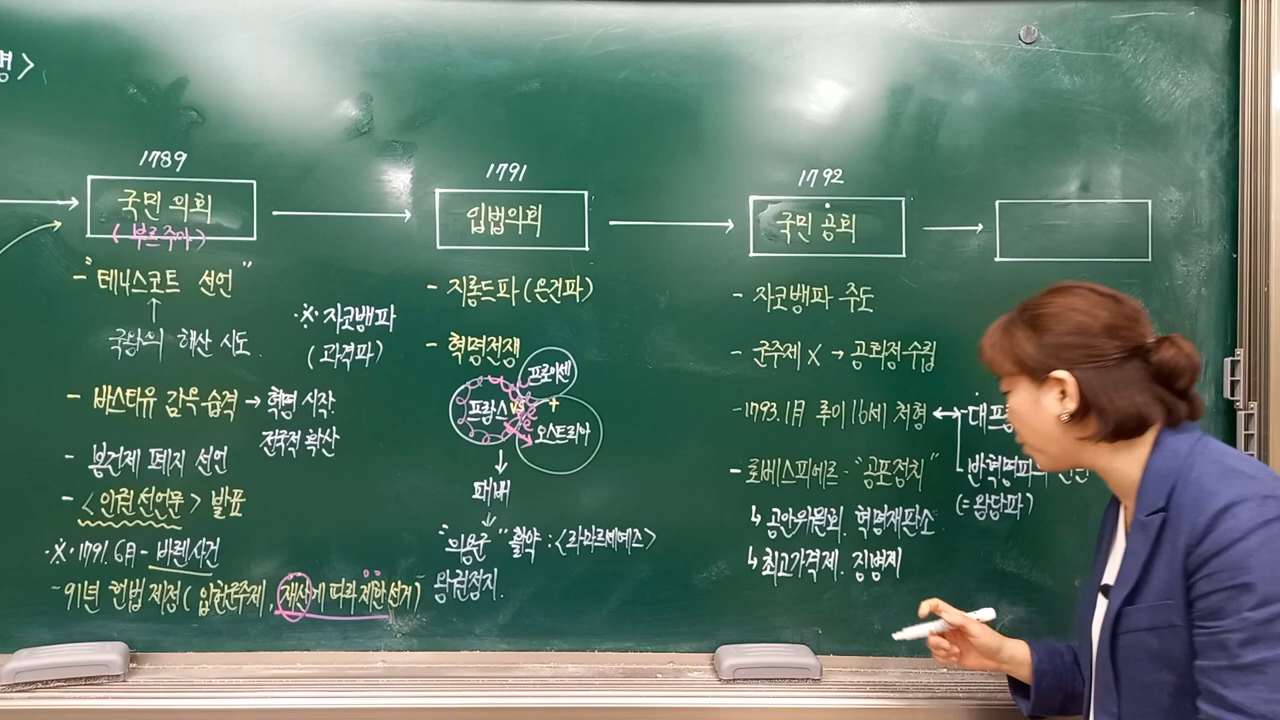 >
1789
국민 의회
(부르주아)
- "테니스코트 선언"
↑
국왕의 해산 시도.
※ 자코뱅파
(과격파)
- 바스티유 감옥 습격 → 혁명 시작.
전국적 확산
- 봉건제 폐지 선언
- <인권선언문> 발표
※ 1791. 6月 - 바렌사건
- 91년 헌법 제정( 입헌군주제, 재산에 따라 제한선거)
1791
입법의회
- 지롱드파(온건파)
- 혁명전쟁
프로이센
프랑스 vs +
오스트리아
↓
패배
↓
"의용군" 활약 : <라마르세예즈>
왕권정지.
1792
국민 공회
- 자코뱅파 주도
- 군주제 X → 공화정수립
- 1793. 1月 루이 16세 처형 ↔ - 대프
반혁명파의
(= 왕당파)
- 로베스피에르 - "공포정치"
↳ 공안위원회. 혁명재판소.
↳ 최고가격제. 징병제